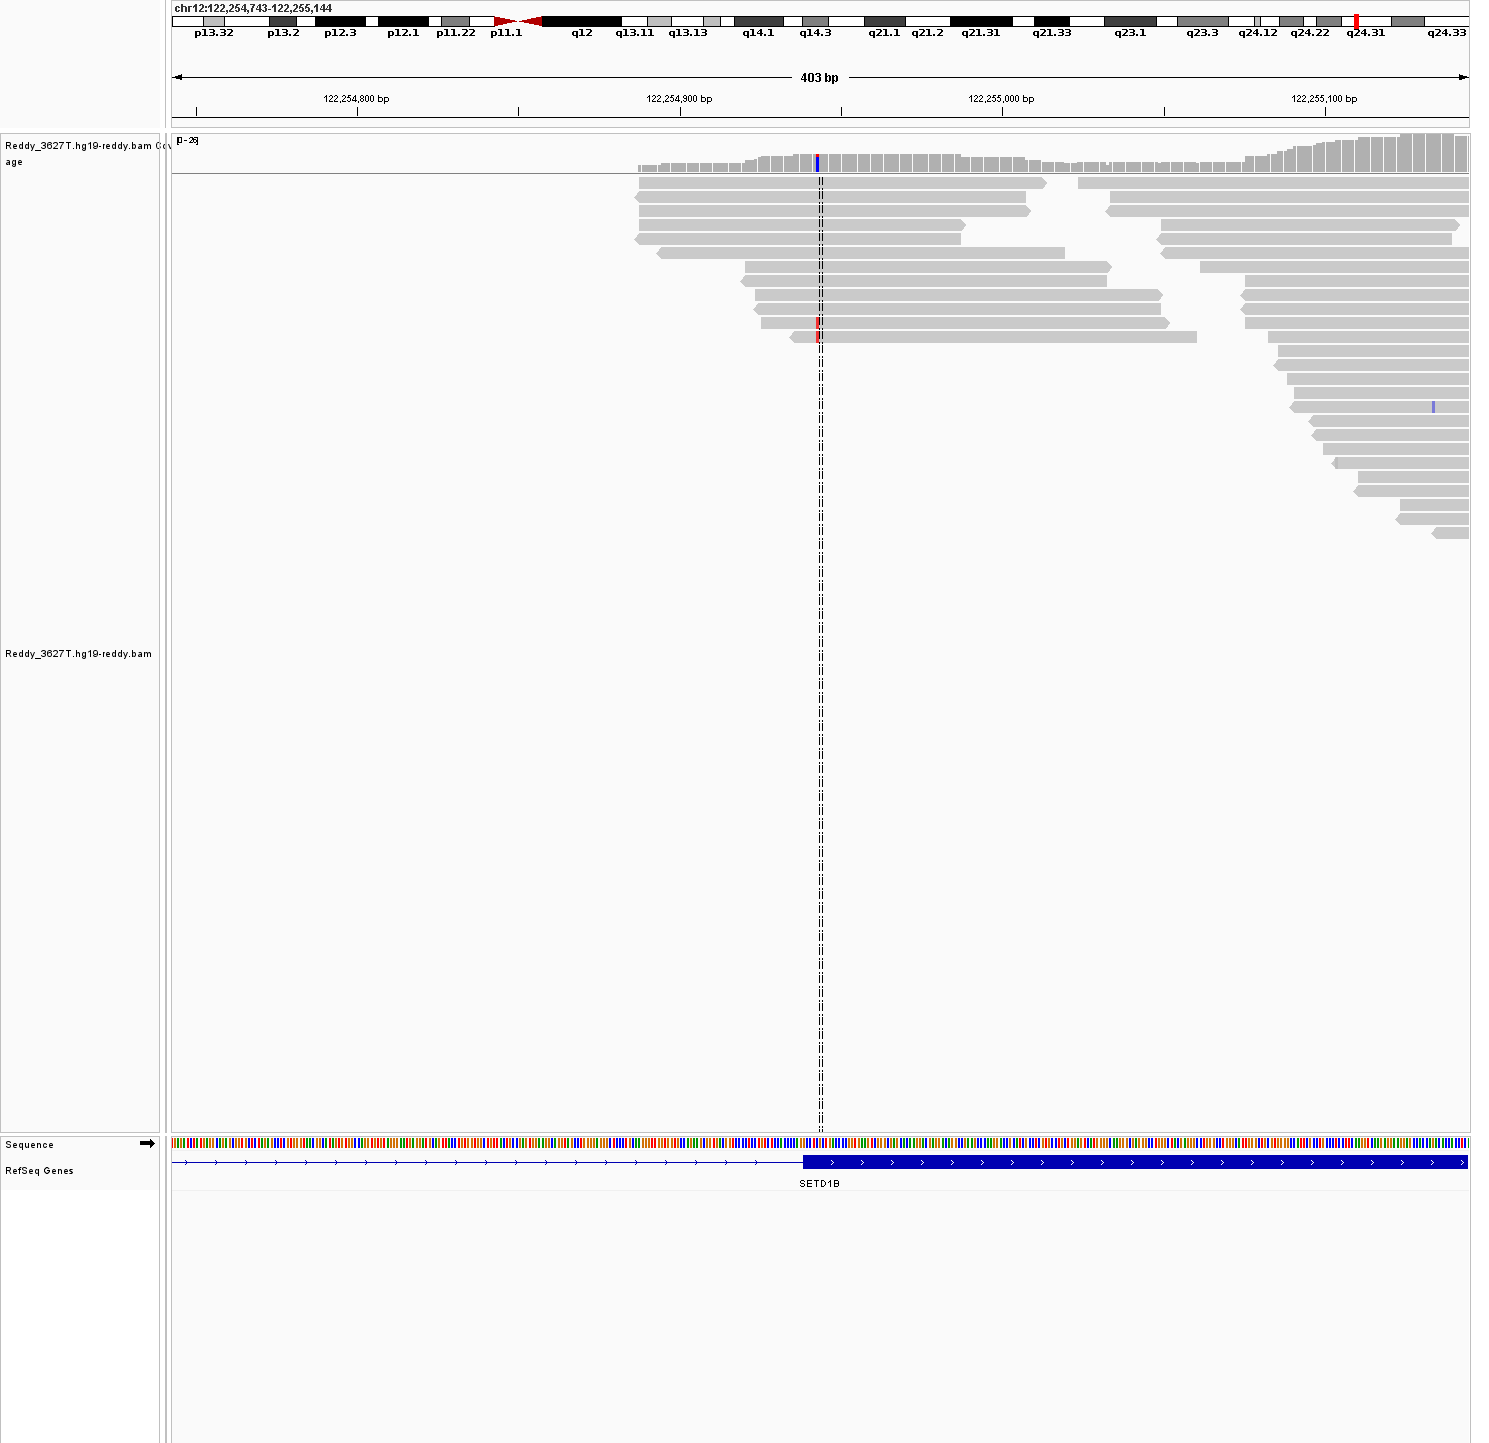 chr12:122,254,743-122,255,144
p13.32 p13.2 p12.3 p12.1 p11.22 p11.1 q12 q13.11 q13.13 q14.1 q14.3 q21.1 q21.2 q21.31 q21.33 q23.1 q23.3 q24.12 q24.22 q24.31 q24.33
403 bp
122,254,800 bp 122,254,900 bp 122,255,000 bp 122,255,100 bp
Reddy_3627T.hg19-reddy.bam Cov
age
[0-26]
Reddy_3627T.hg19-reddy.bam
Sequence
RefSeq Genes
SETD1B